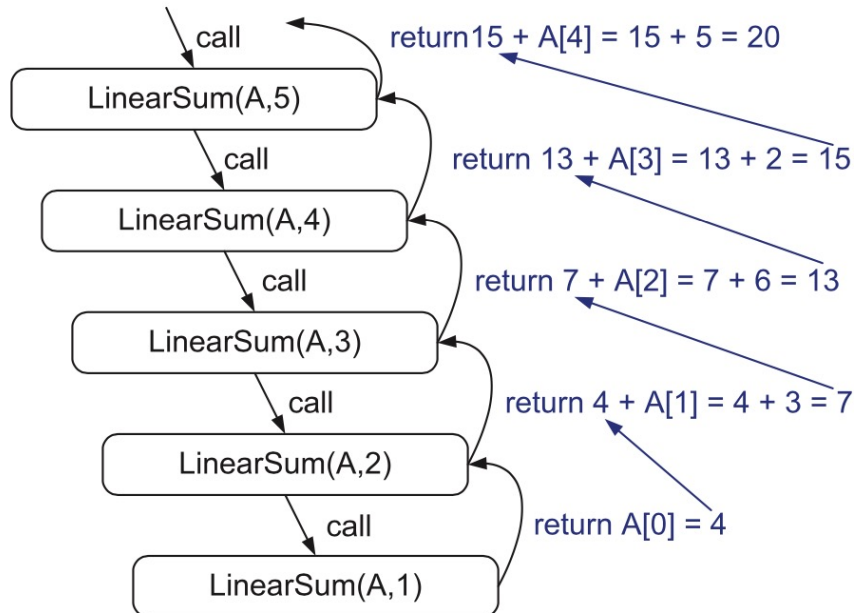 call
return15 + A[4] = 15 + 5 = 20
LinearSum(A,5)
call
return 13 + A[3] = 13 + 2 = 15
LinearSum(A,4)
call
return 7 + A[2] = 7 + 6 = 13
LinearSum(A,3)
call
return 4 + A[1] = 4 + 3 = 7
LinearSum(A,2)
call
return A[0] = 4
LinearSum(A,1)